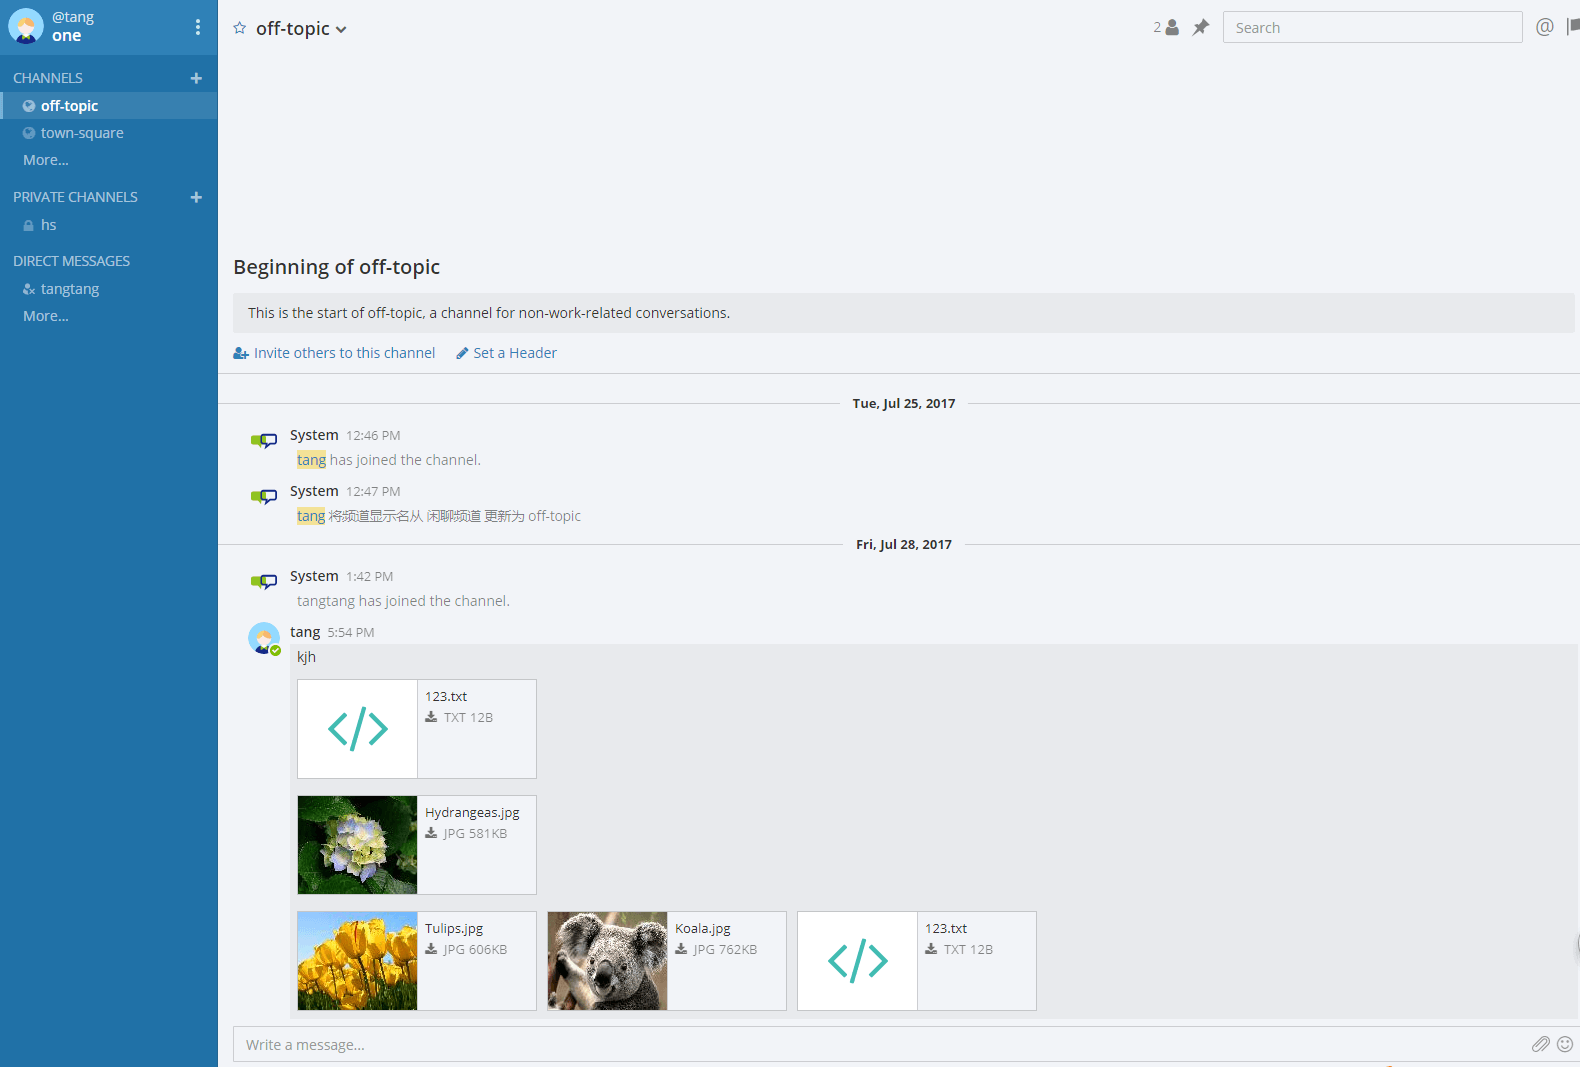 @tang
one
CHANNELS
off-topic
town-square
More...
PRIVATE CHANNELS
hs
DIRECT MESSAGES
tangtang
More...
off-topic
2
Search
@
Beginning of off-topic
This is the start of off-topic, a channel for non-work-related conversations.
Invite others to this channel Set a Header
Tue, Jul 25, 2017
System 12:46 PM
tang has joined the channel.
System 12:47 PM
tang 将频道显示名从 闲聊频道 更新为 off-topic
Fri, Jul 28, 2017
System 1:42 PM
tangtang has joined the channel.
tang 5:54 PM
kjh
123.txt
TXT 12B
Hydrangeas.jpg
JPG 581KB
Tulips.jpg
JPG 606KB
Koala.jpg
JPG 762KB
123.txt
TXT 12B
Write a message...